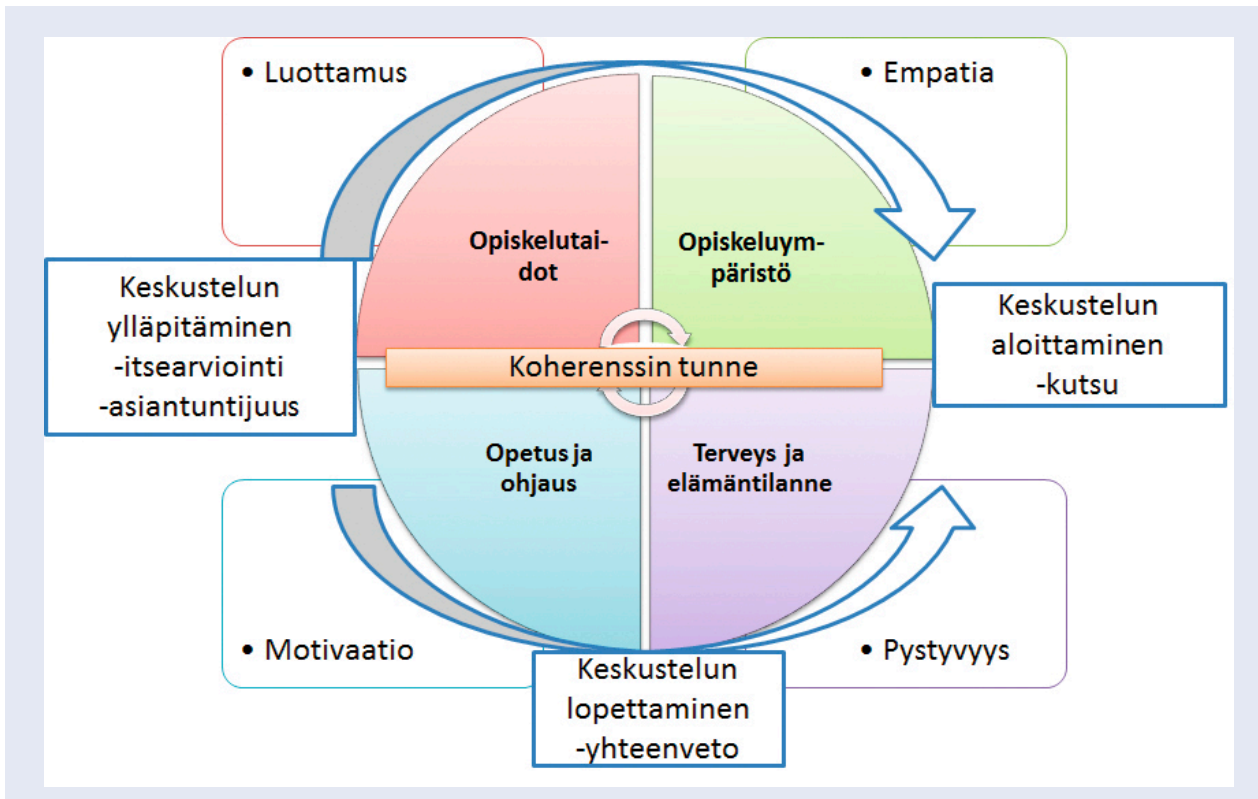 • Luottamus
• Empatia
Opiskelutai-
dot
Opiskeluym-
päristö
Keskustelun
ylläpitäminen
-itsearviointi
-asiantuntijuus
Keskustelun
aloittaminen
-kutsu
Koherenssin tunne
Opetus ja
ohjaus
Terveys ja
elämäntilanne
• Motivaatio
• Pystyvyys
Keskustelun
lopettaminen
-yhteenveto